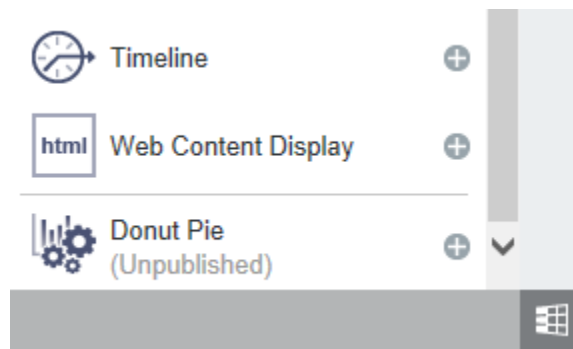 Timeline
html
Web Content Display
Donut Pie
(Unpublished)